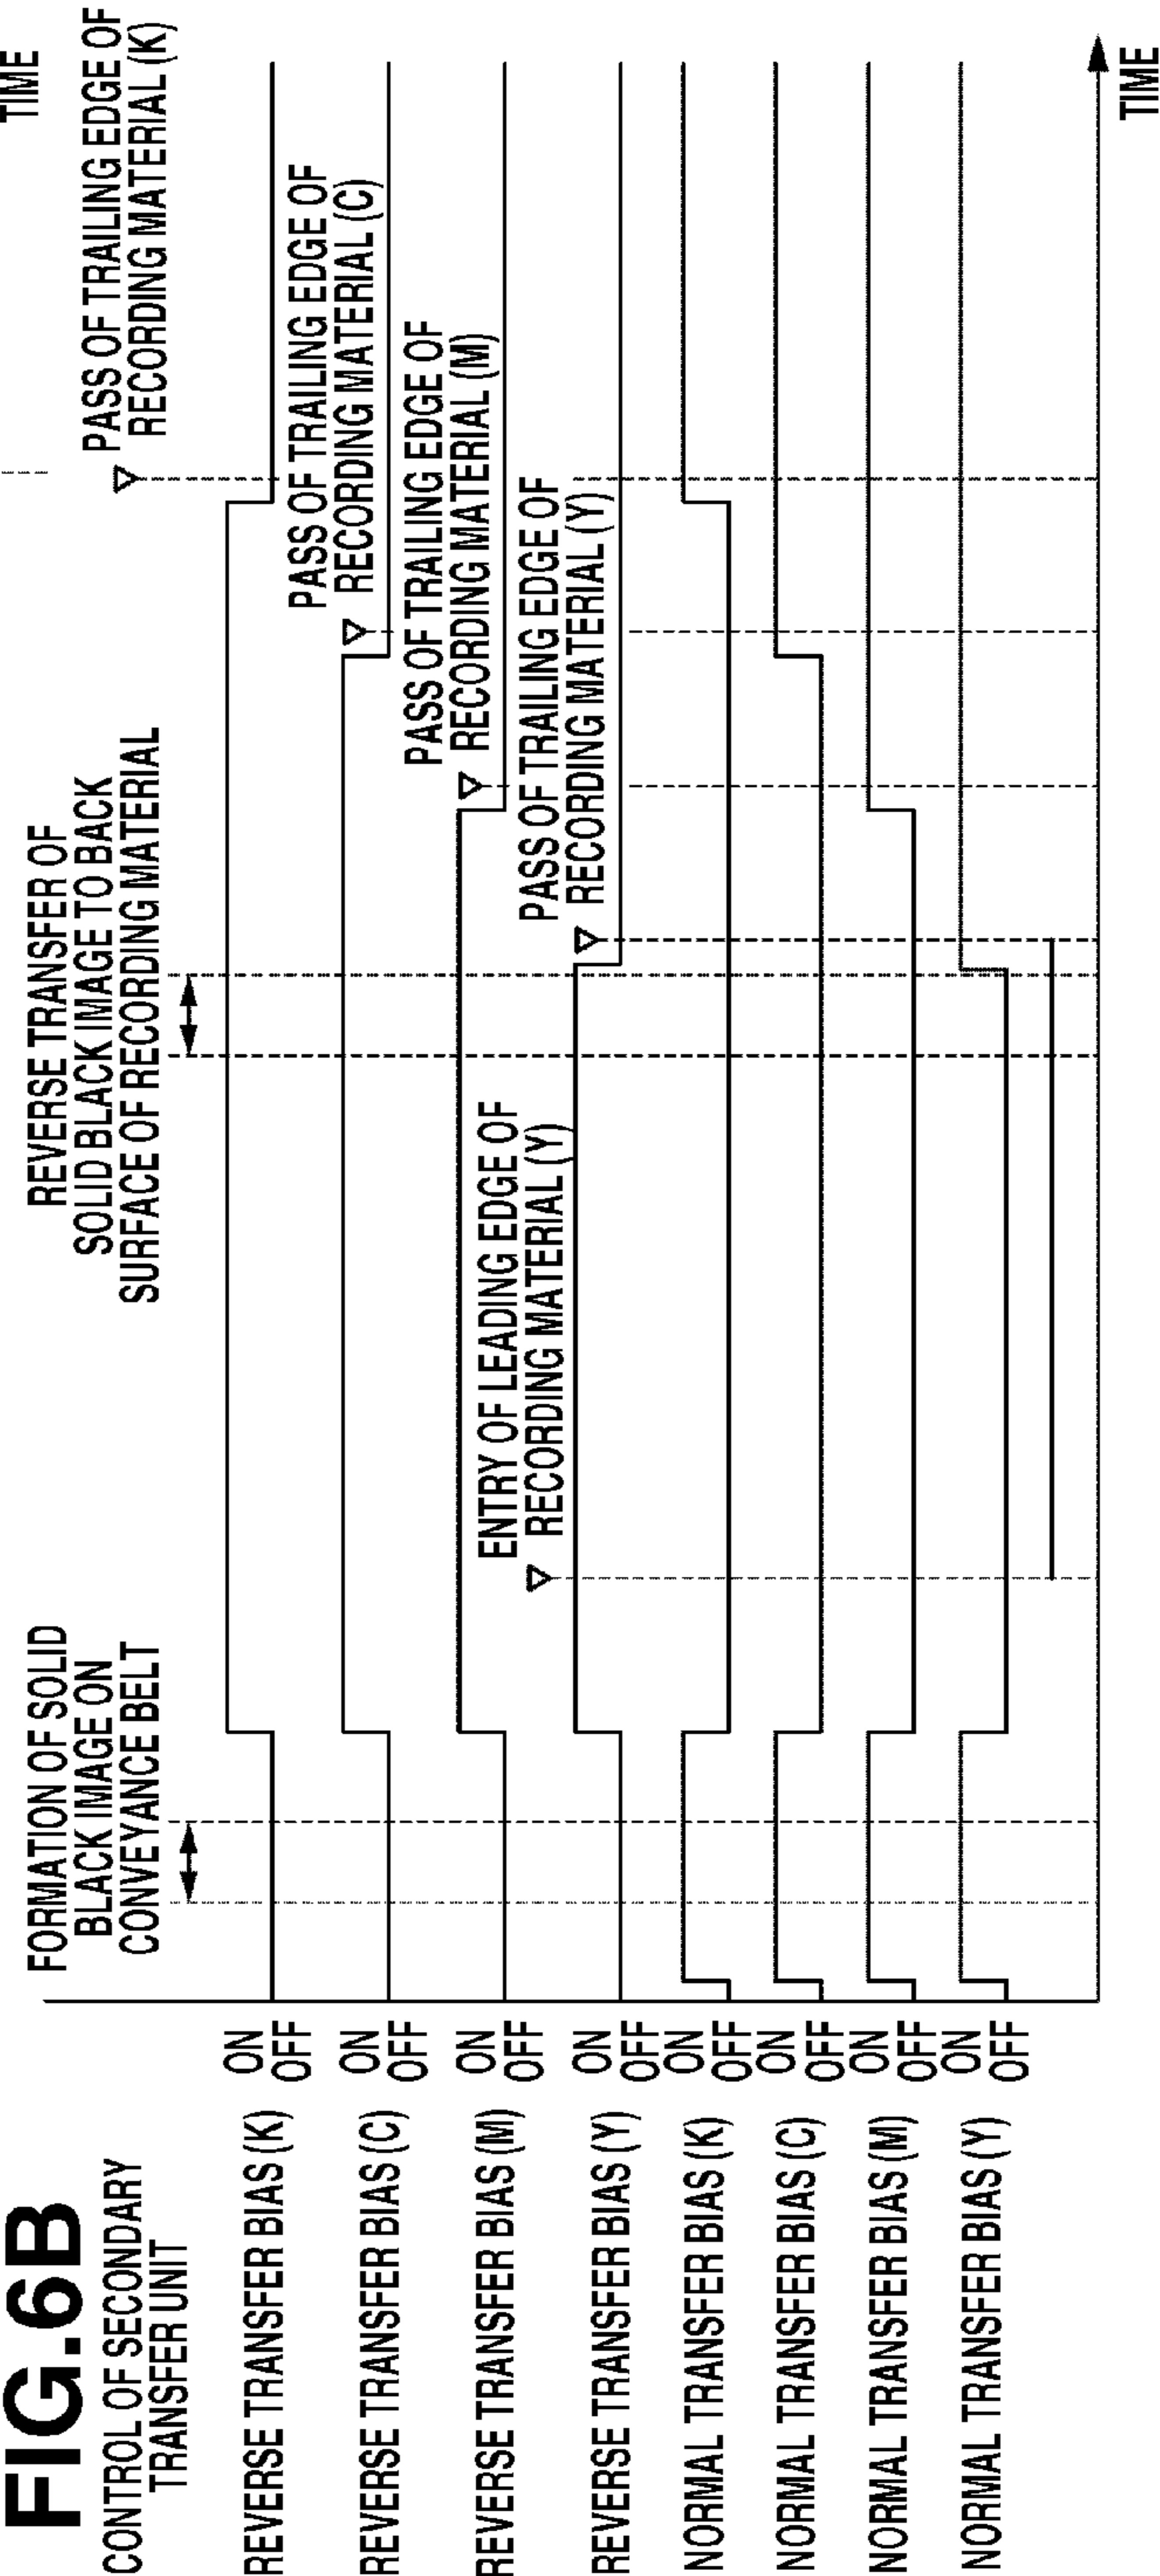 FIG.6B
CONTROL OF SECONDARY
TRANSFER UNIT
FORMATION OF SOLID
BLACK IMAGE ON
CONVEYANCE BELT
REVERSE TRANSFER OF
SOLID BLACK IMAGE TO BACK
SURFACE OF RECORDING MATERIAL
TIME
PASS OF TRAILING EDGE OF
RECORDING MATERIAL (K)
REVERSE TRANSFER BIAS (K)
ON
OFF
PASS OF TRAILING EDGE OF
RECORDING MATERIAL (C)
REVERSE TRANSFER BIAS (C)
ON
OFF
PASS OF TRAILING EDGE OF
RECORDING MATERIAL (M)
REVERSE TRANSFER BIAS (M)
ON
OFF
ENTRY OF LEADING EDGE OF
RECORDING MATERIAL (Y)
PASS OF TRAILING EDGE OF
RECORDING MATERIAL (Y)
REVERSE TRANSFER BIAS (Y)
ON
OFF
NORMAL TRANSFER BIAS (K)
ON
OFF
NORMAL TRANSFER BIAS (C)
ON
OFF
NORMAL TRANSFER BIAS (M)
ON
OFF
NORMAL TRANSFER BIAS (Y)
ON
OFF
TIME